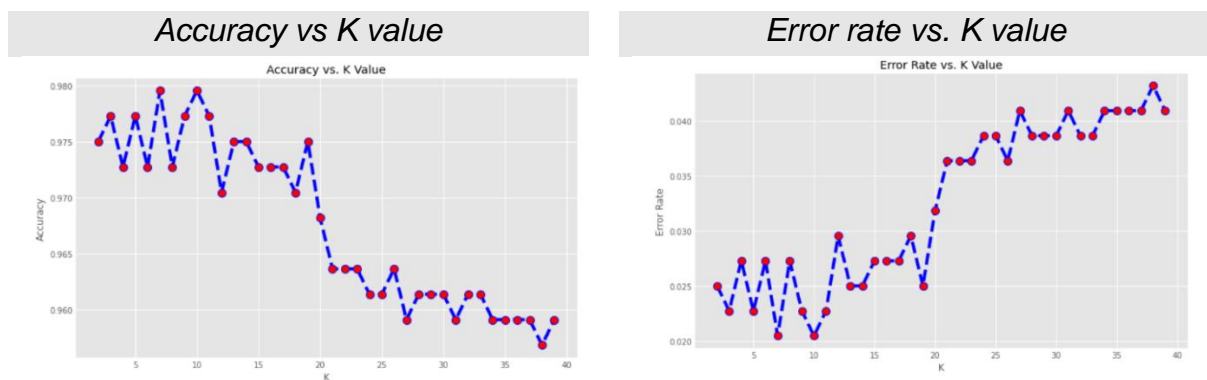 Accuracy vs K value
Accuracy vs. K Value
0.980
0.975
0.970
0.965
0.960
Accuracy
5 10 15 20 25 30 35 40
K
Error rate vs. K value
Error Rate vs. K Value
0.040
0.035
0.030
0.025
0.020
Error Rate
5 10 15 20 25 30 35 40
K